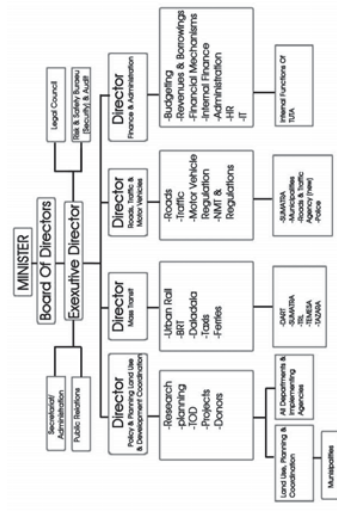 MINISTER
Board Of Directors
Exexutive Director
Secretariat/
Administration
Public Relations
Legal Council
Risk & Safety Bureau
(Security) & Audit
Director
Policy & Planning Land Use
& Development Coordination
-Research
-planning
-TOD
-Projects
-Donors
Land Use, Planning &
Coordination
Municipalities
All Departments &
Implementing
Agencies
Director
Mass Transit
-Urban Rail
-BRT
-Daladala
-Taxis
-Ferries
-DART
-SUMATRA
-TRL
-TEMESA
-TAZARA
Director
Roads, Traffic &
Motor Vehicles
-Roads
-Traffic
-Motor Vehicle
Regulation
-NMT &
Regulations
-SUMATRA
-Municipalities
-Roads & Traffic
Agency (new)
-Police
Director
Finance & Administration
-Budgeting
-Revenues & Borrowings
-Financial Mechanisms
-Internal Finance
-Administration
-HR
-IT
Internal Functions Of
TUTA